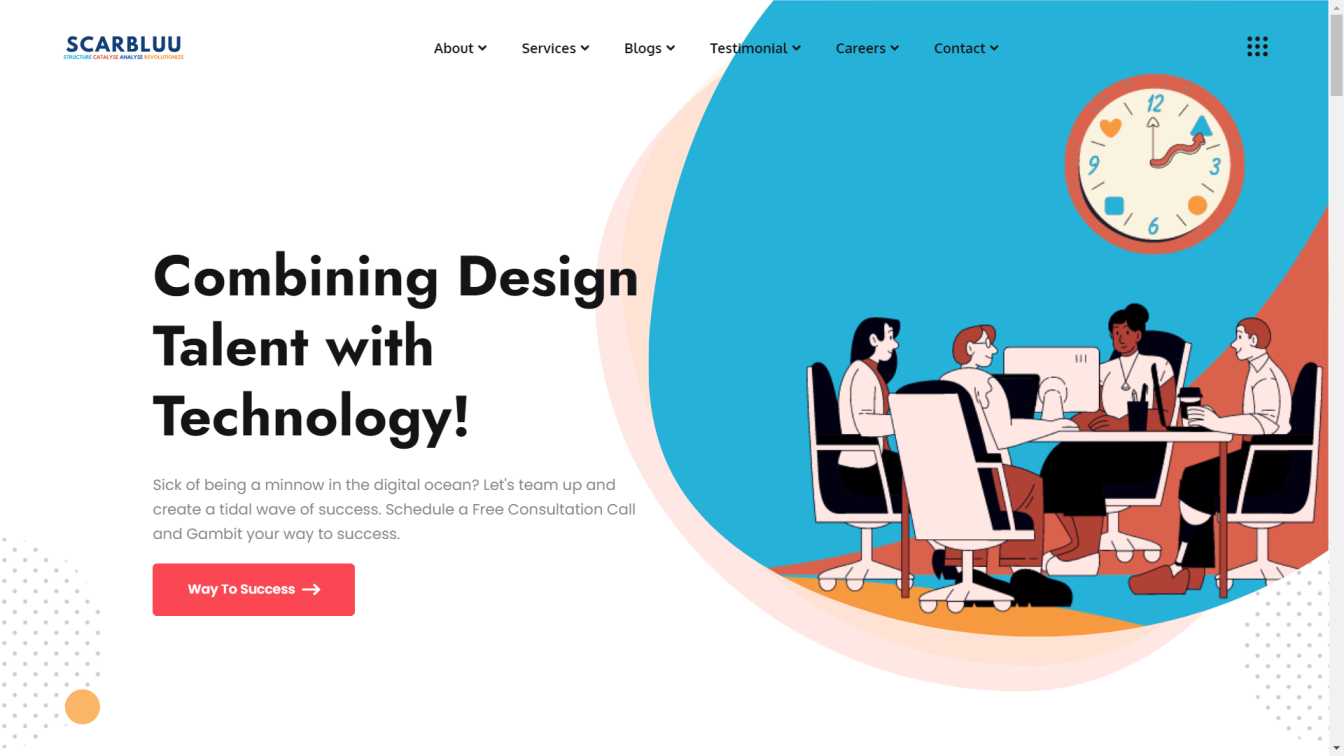 SCARBLUU
STRUCTURE CATALYSE ANALYSE REVOLUTIONIZE
About
Services
Blogs
Testimonial
Careers
Contact
12
3
6
9
Combining Design
Talent with
Technology!
Sick of being a minnow in the digital ocean? Let's team up and
create a tidal wave of success. Schedule a Free Consultation Call
and Gambit your way to success.
Way To Success